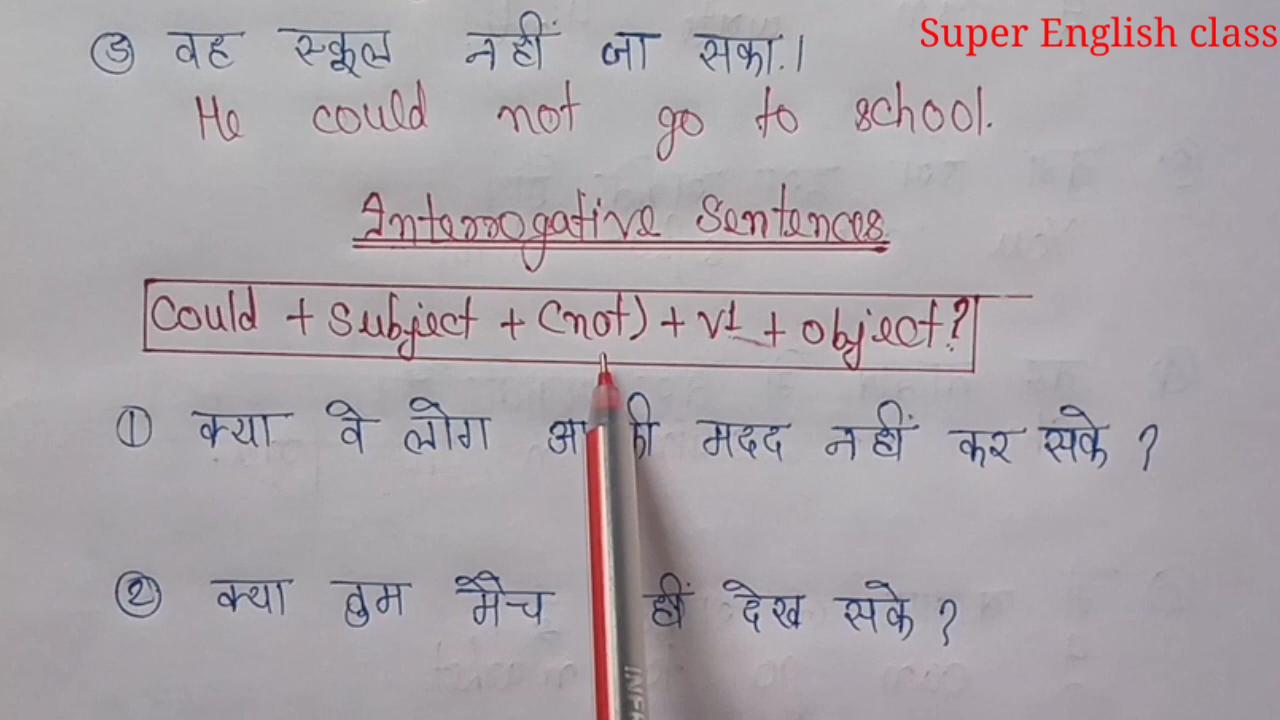 Super English class
③ वह स्कूल नहीं जा सका.।
He could not go to school.
Interrogative Sentences
Could + Subject + (not) + V1 + object?
① क्या वे लोग मदद नहीं कर सके ?
② क्या तुम मैच देख सके ?
INF